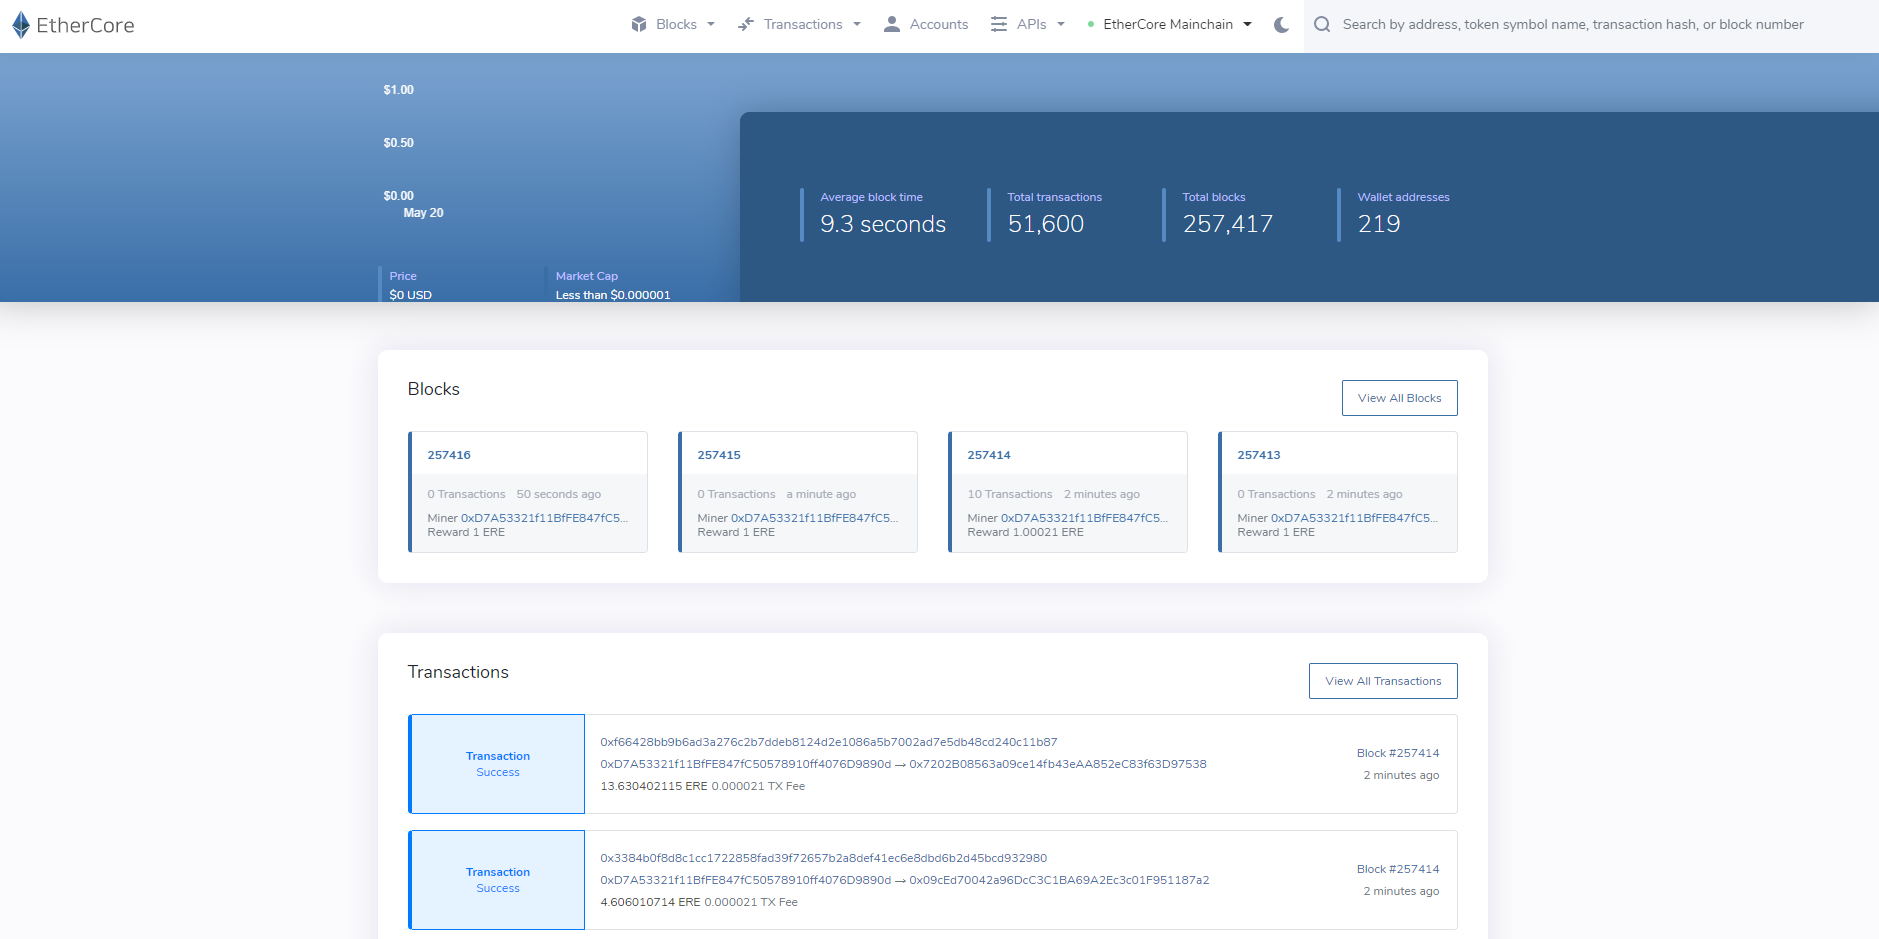 EtherCore
Blocks
Transactions
Accounts
APIs
EtherCore Mainchain
Search by address, token symbol name, transaction hash, or block number
$1.00
$0.50
$0.00
May 20
Price
$0 USD
Market Cap
Less than $0.000001
Average block time
9.3 seconds
Total transactions
51,600
Total blocks
257,417
Wallet addresses
219
Blocks
View All Blocks
257416
0 Transactions 50 seconds ago
Miner 0xD7A53321f11BfFE847fC5...
Reward 1 ERE
257415
0 Transactions a minute ago
Miner 0xD7A53321f11BfFE847fC5...
Reward 1 ERE
257414
10 Transactions 2 minutes ago
Miner 0xD7A53321f11BfFE847fC5...
Reward 1.00021 ERE
257413
0 Transactions 2 minutes ago
Miner 0xD7A53321f11BfFE847fC5...
Reward 1 ERE
Transactions
View All Transactions
Transaction
Success
0xf66428bb9b6ad3a276c2b7ddeb8124d2e1086a5b7002ad7e5db48cd240c11b87
0xD7A53321f11BfFE847fC50578910ff4076D9890d → 0x7202B08563a09ce14fb43eAA852eC83f63D97538
13.630402115 ERE 0.000021 TX Fee
Block #257414
2 minutes ago
Transaction
Success
0x3384b0f8d8c1cc1722858fad39f72657b2a8def41ec6e8dbd6b2d45bcd932980
0xD7A53321f11BfFE847fC50578910ff4076D9890d → 0x09cEd70042a96DcC3C1BA69A2Ec3c01F951187a2
4.606010714 ERE 0.000021 TX Fee
Block #257414
2 minutes ago